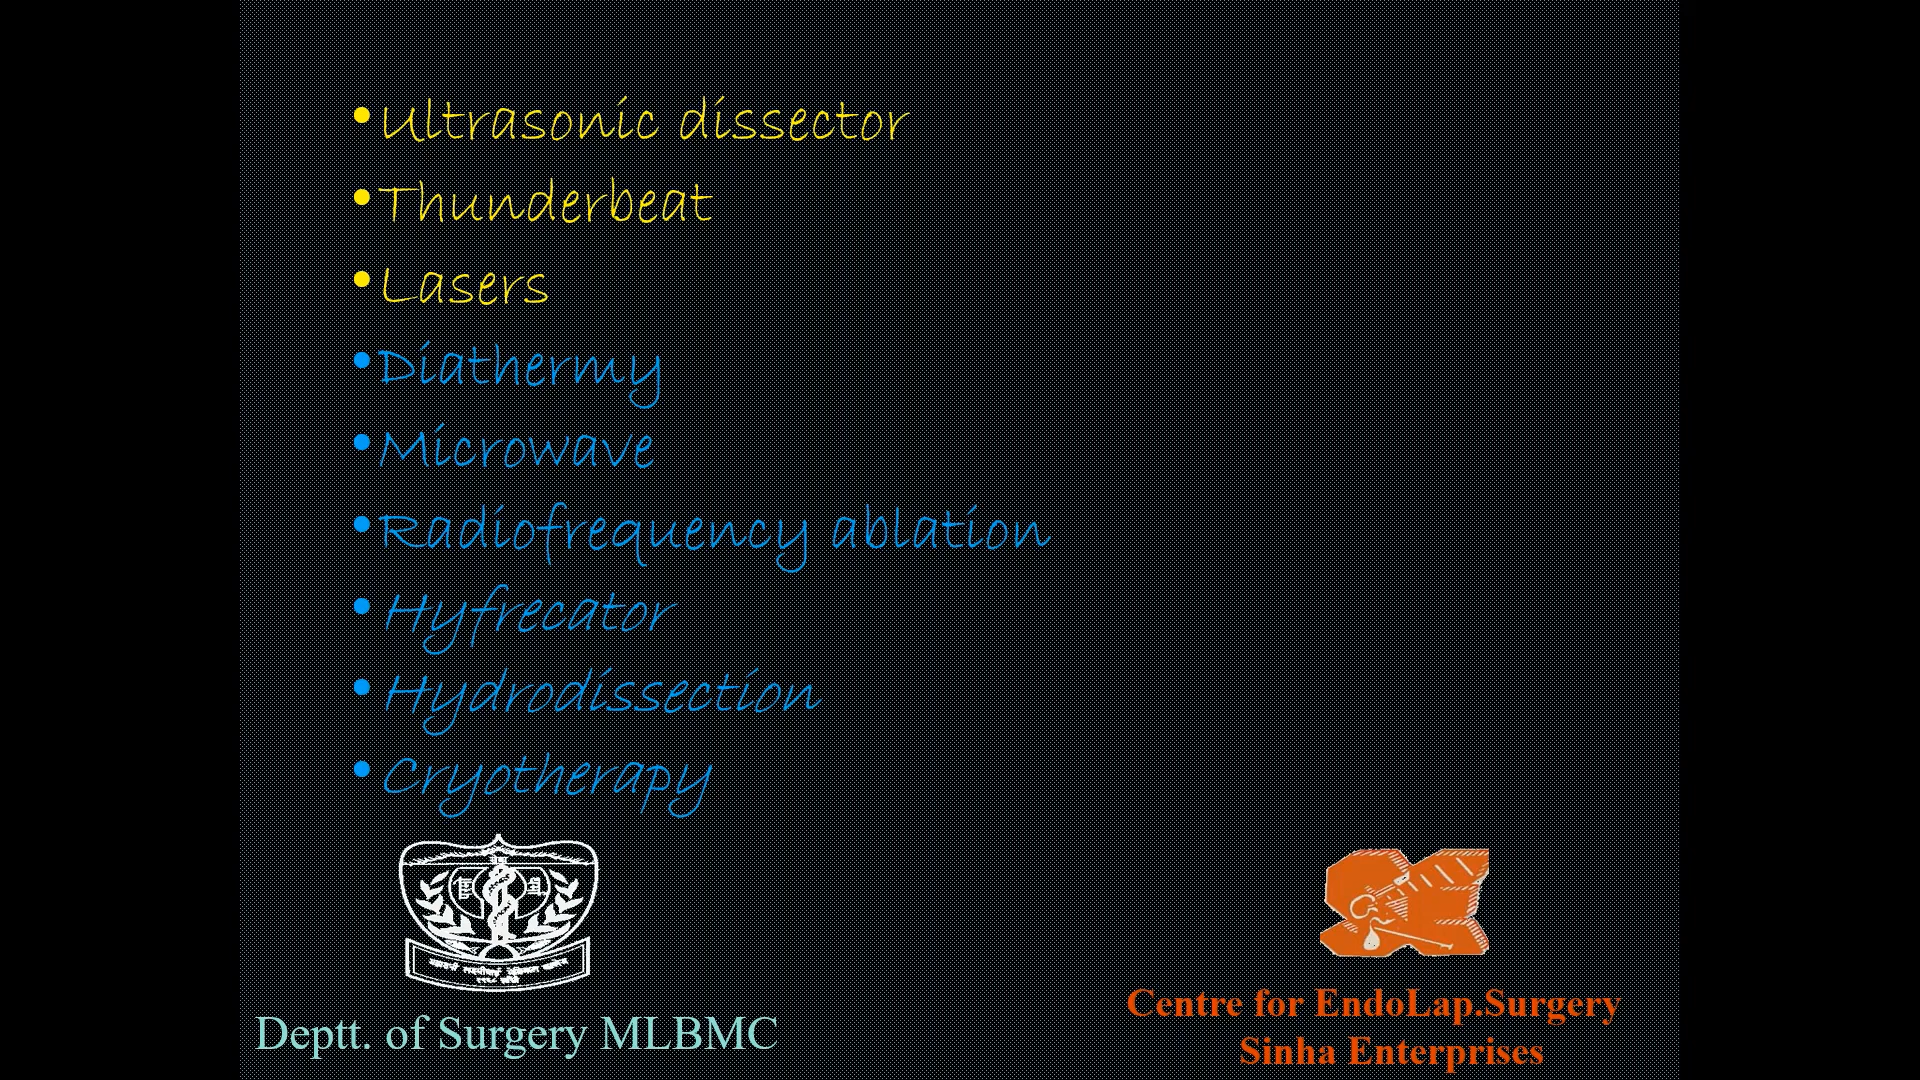 • Ultrasonic dissector
• Thunderbeat
• Lasers
• Diathermy
• Microwave
• Radiofrequency ablation
• Hyfrecator
• Hydrodissection
• Cryotherapy
Deptt. of Surgery MLBMC
Centre for EndoLap.Surgery
Sinha Enterprises